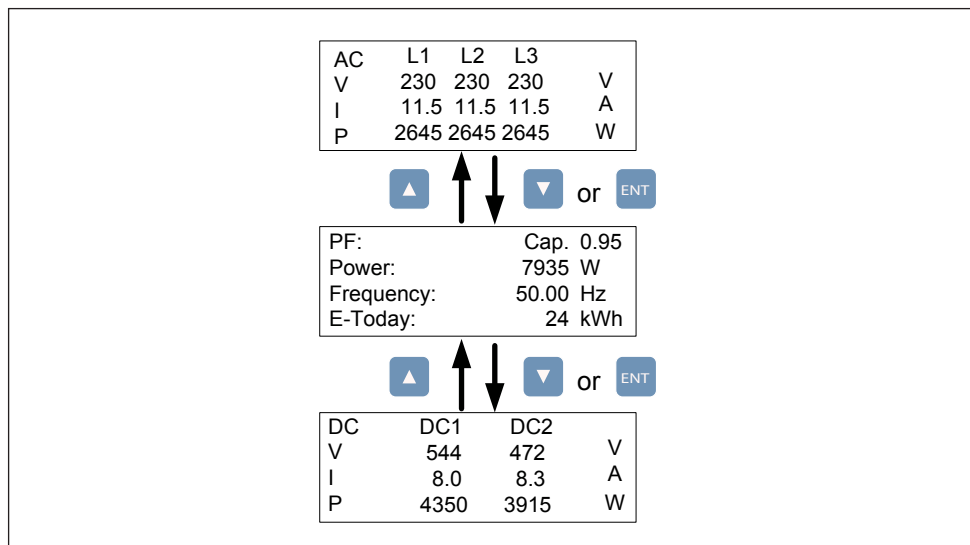 AC L1 L2 L3
V 230 230 230 V
I 11.5 11.5 11.5 A
P 2645 2645 2645 W
or ENT
PF: Cap. 0.95
Power: 7935 W
Frequency: 50.00 Hz
E-Today: 24 kWh
or ENT
DC DC1 DC2
V 544 472 V
I 8.0 8.3 A
P 4350 3915 W